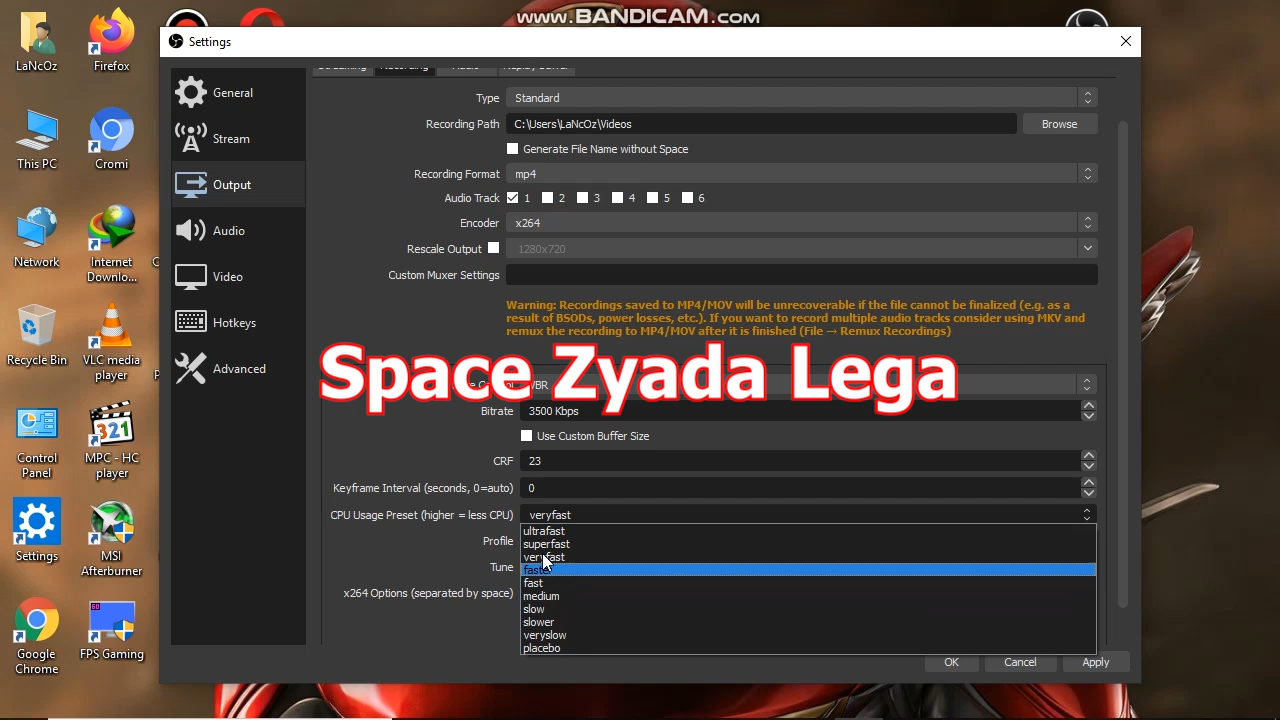 www.BANDICAM.com
Settings
LaNcOz
Firefox
This PC
Cromi
Network
Internet
Downlo...
Recycle Bin
VLC media
player
Control
Panel
MPC - HC
player
Settings
MSI
Afterburner
Google
Chrome
60
FPS Gaming
General
Stream
Output
Audio
Video
Hotkeys
Advanced
Streaming Recording Audio Replay Buffer
Type Standard
Recording Path C:\Users\LaNcOz\Videos Browse
Generate File Name without Space
Recording Format mp4
Audio Track 1 2 3 4 5 6
Encoder x264
Rescale Output 1280x720
Custom Muxer Settings
Warning: Recordings saved to MP4/MOV will be unrecoverable if the file cannot be finalized (e.g. as a
result of BSODs, power losses, etc.). If you want to record multiple audio tracks consider using MKV and
remux the recording to MP4/MOV after it is finished (File → Remux Recordings)
Space Zyada Lega
Bitrate 3500 Kbps
Use Custom Buffer Size
CRF 23
Keyframe Interval (seconds, 0=auto) 0
CPU Usage Preset (higher = less CPU) veryfast
Profile
Tune
x264 Options (separated by space)
ultrafast
superfast
veryfast
faster
fast
medium
slow
slower
veryslow
placebo
OK Cancel Apply